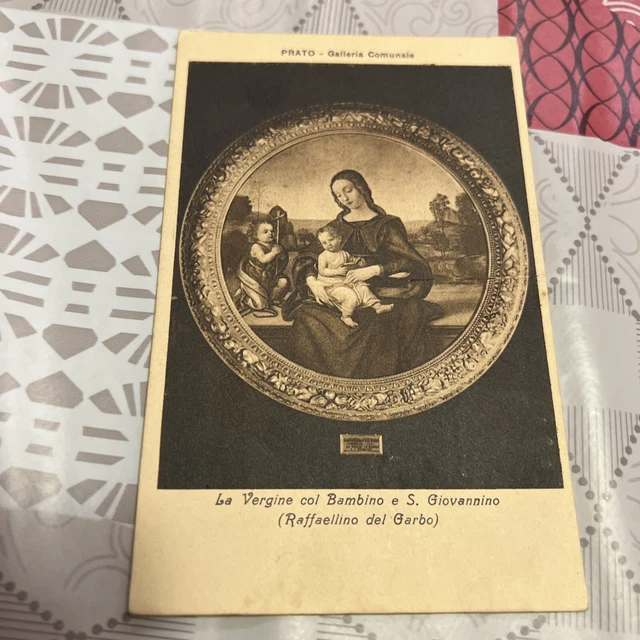 PRATO - Galleria Comunale
La Vergine col Bambino e S. Giovannino
(Raffaellino del Garbo)